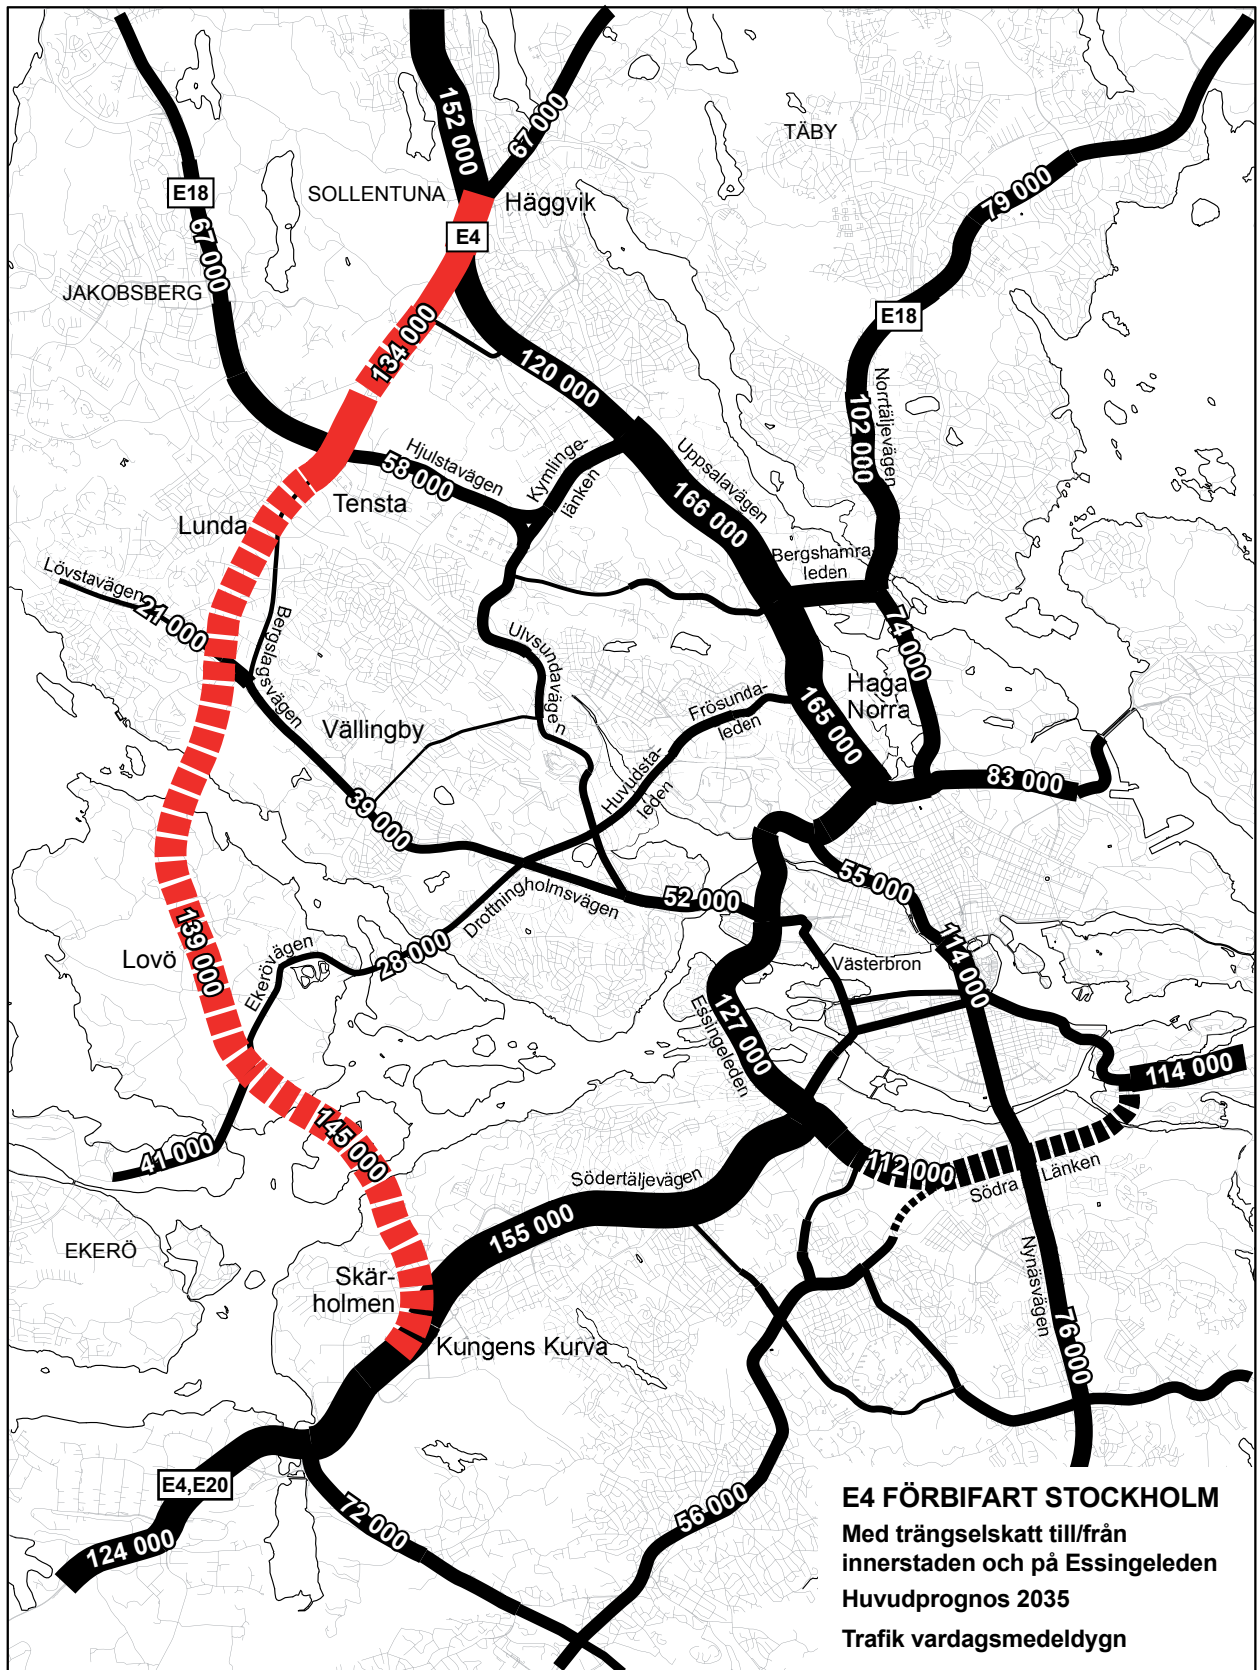 152 000
67 000
TÄBY
E18
SOLLENTUNA
Häggvik
79 000
67 000
E4
JAKOBSBERG
E18
134 000
120 000
Norrtäljevägen
102 000
Hjulstavägen
58 000
Kymlinge-
länken
Uppsalavägen
166 000
Tensta
Lunda
Bergshamra-
leden
Lövstavägen
21 000
Bergslagsvägen
Ulvsundavägen
74 000
Haga
Norra
Frösunda-
leden
165 000
Vällingby
39 000
Huvudsta-
leden
83 000
55 000
52 000
Drottningholmsvägen
139 000
Lovö
Ekerövägen
28 000
114 000
Västerbron
127 000
Essingeleden
114 000
145 000
41 000
112 000
Södra Länken
Södertäljevägen
155 000
EKERÖ
Skär-
holmen
Nynäsvägen
76 000
Kungens Kurva
E4,E20
72 000
56 000
124 000
E4 FÖRBIFART STOCKHOLM
Med trängselskatt till/från
innerstaden och på Essingeleden
Huvudprognos 2035
Trafik vardagsmedeldygn